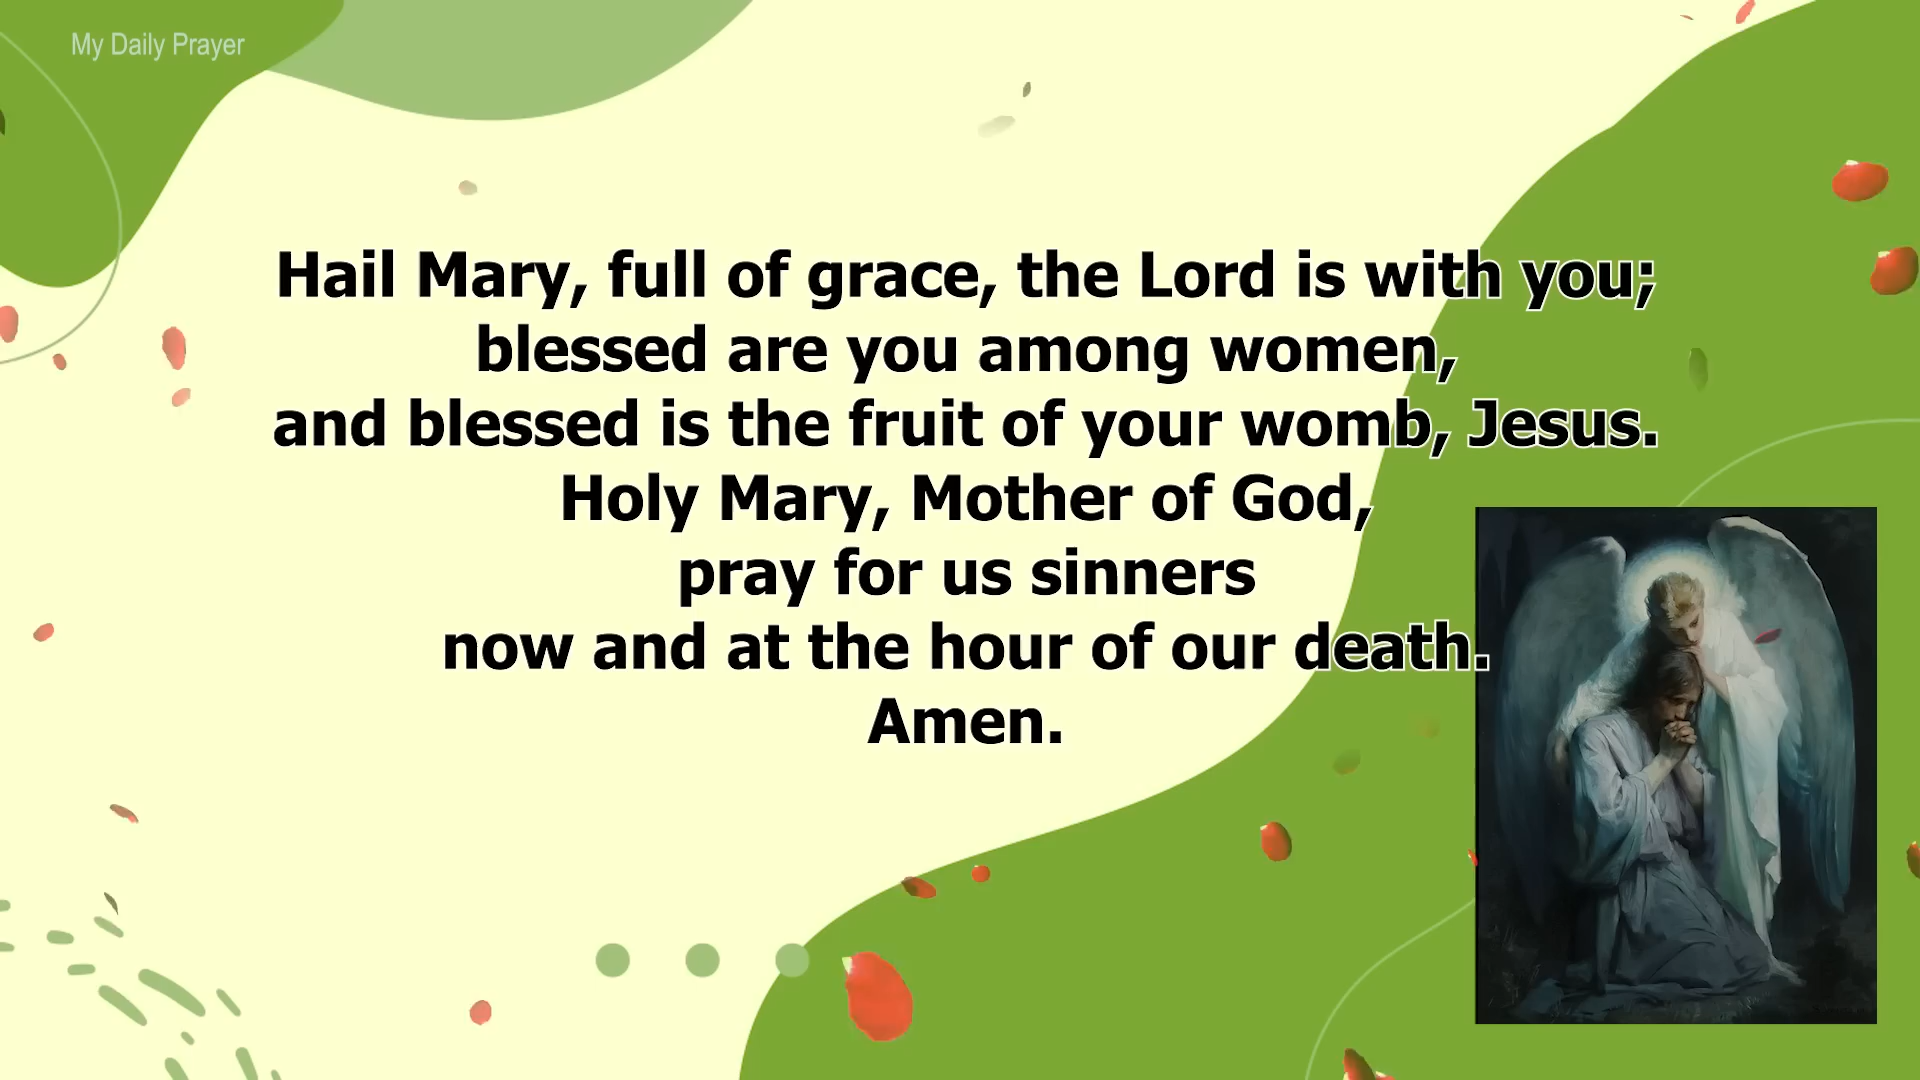 My Daily Prayer
Hail Mary, full of grace, the Lord is with you;
blessed are you among women,
and blessed is the fruit of your womb, Jesus.
Holy Mary, Mother of God,
pray for us sinners
now and at the hour of our death.
Amen.